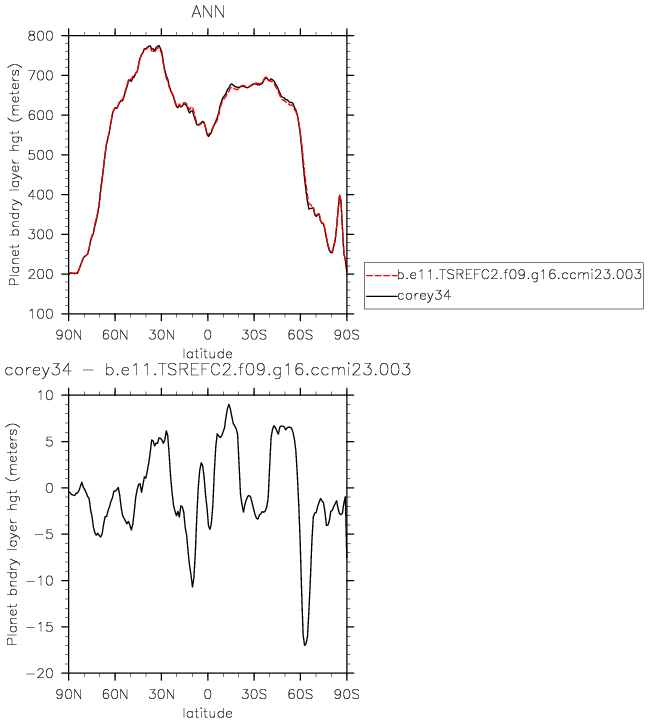 ANN
Planet bndry layer hgt (meters)
800
700
600
500
400
300
200
100
90N 60N 30N 0 30S 60S 90S
latitude
b.e11.TSREFC2.f09.g16.ccmi23.003
corey34
corey34 − b.e11.TSREFC2.f09.g16.ccmi23.003
Planet bndry layer hgt (meters)
10
5
0
−5
−10
−15
−20
90N 60N 30N 0 30S 60S 90S
latitude